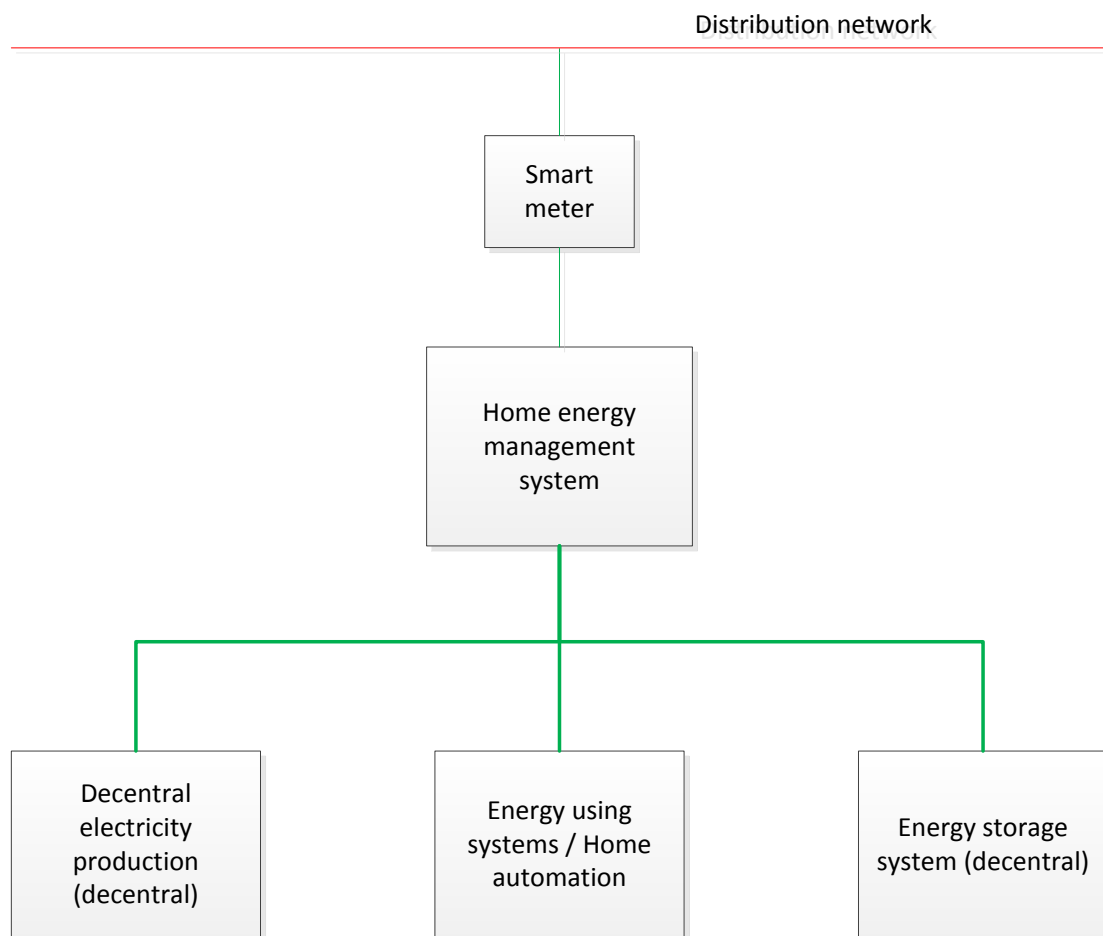 Distribution network
Smart
meter
Home energy
management
system
Decentral
electricity
production
(decentral)
Energy using
systems / Home
automation
Energy storage
system (decentral)